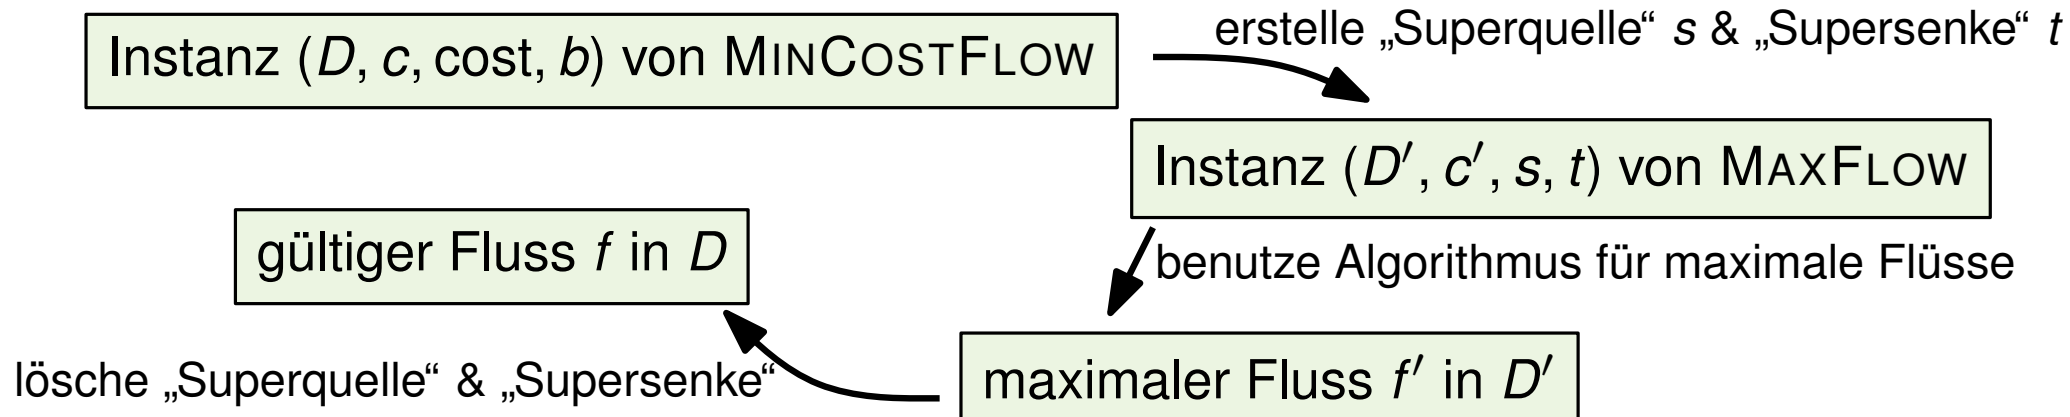 Instanz (D, c, cost, b) von MINCOSTFLOW
erstelle „Superquelle“ s & „Supersenke“ t
Instanz (D′, c′, s, t) von MAXFLOW
benutze Algorithmus für maximale Flüsse
maximaler Fluss f′ in D′
lösche „Superquelle“ & „Supersenke“
gültiger Fluss f in D